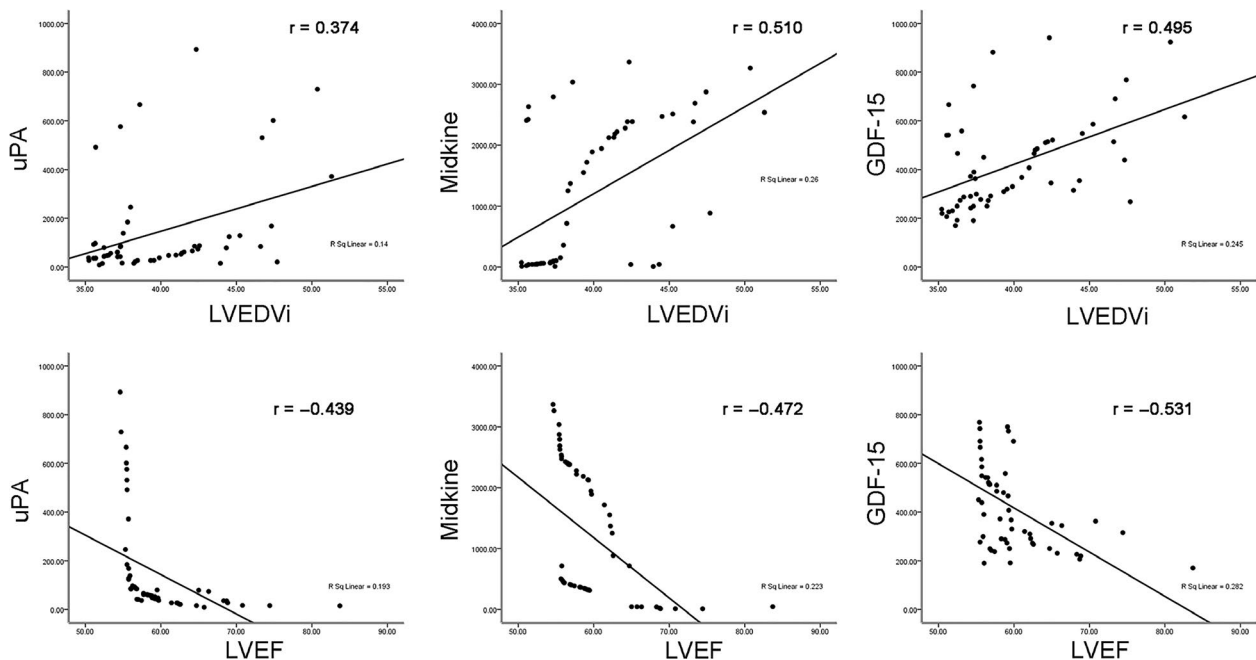 1000.00
800.00
600.00
400.00
200.00
0.00
uPA
r = 0.374
R Sq Linear = 0.14
45.00
40.00
45.00
50.00
55.00
LVEDVi
4000.00
3000.00
2000.00
1000.00
0.00
Midkine
r = 0.510
R Sq Linear = 0.26
35.00
40.00
45.00
50.00
55.00
LVEDVi
1000.00
800.00
600.00
400.00
200.00
0.00
GDF-15
r = 0.495
R Sq Linear = 0.245
35.00
40.00
45.00
50.00
55.00
LVEDVi
1000.00
800.00
600.00
400.00
200.00
0.00
uPA
r = −0.439
R Sq Linear = 0.193
50.00
60.00
70.00
80.00
90.00
LVEF
4000.00
3000.00
2000.00
1000.00
0.00
Midkine
r = −0.472
R Sq Linear = 0.223
50.00
60.00
70.00
80.00
90.00
LVEF
1000.00
800.00
600.00
400.00
200.00
0.00
GDF-15
r = −0.531
R Sq Linear = 0.282
50.00
60.00
70.00
80.00
90.00
LVEF